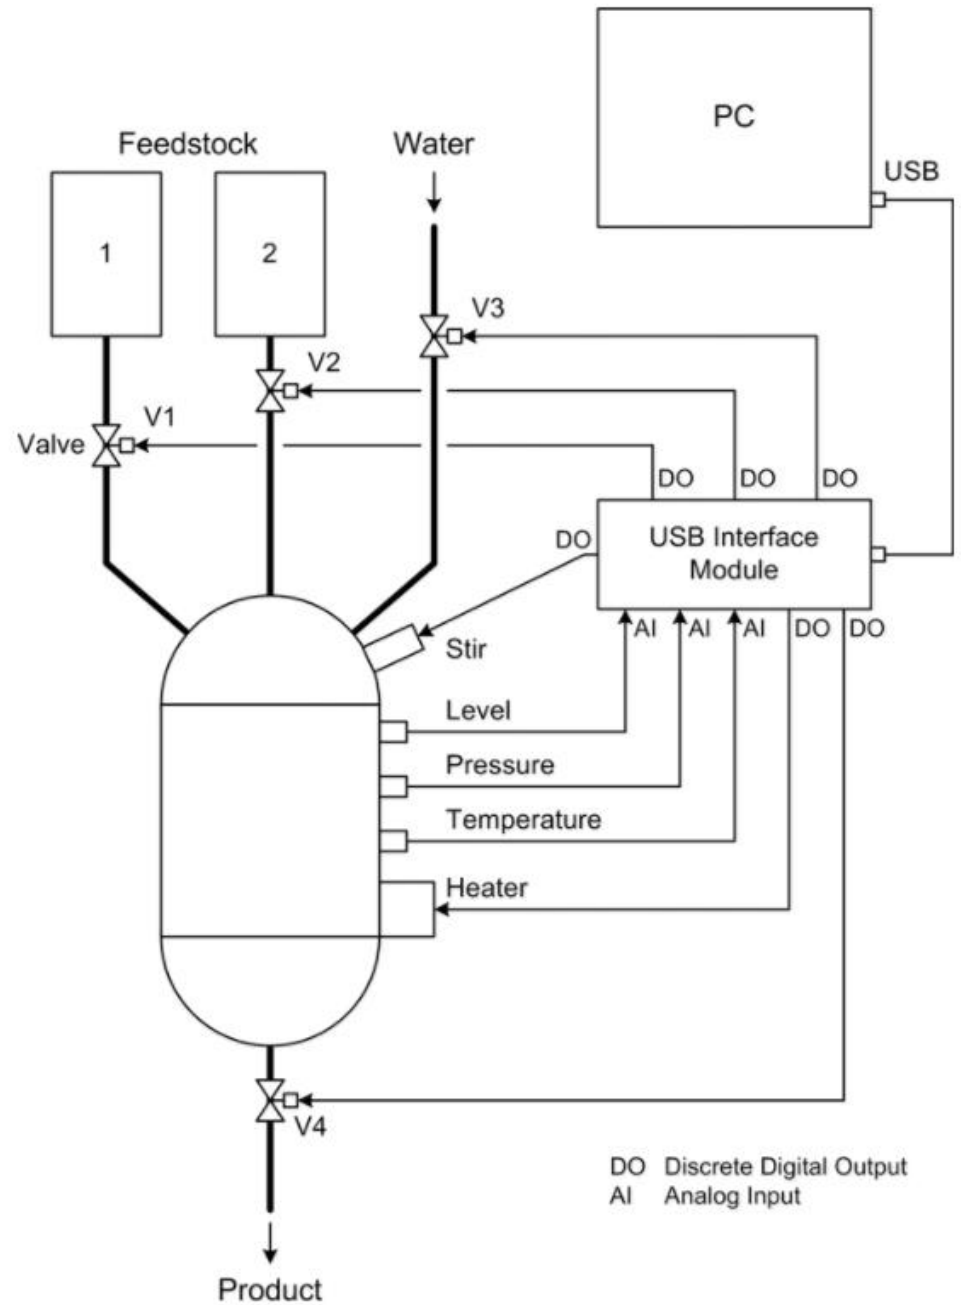 PC
Feedstock
Water
USB
1
2
V3
V2
V1
Valve
DO
DO
DO
DO
USB Interface
Module
AI
AI
AI
DO
DO
Stir
Level
Pressure
Temperature
Heater
V4
DO Discrete Digital Output
AI Analog Input
Product